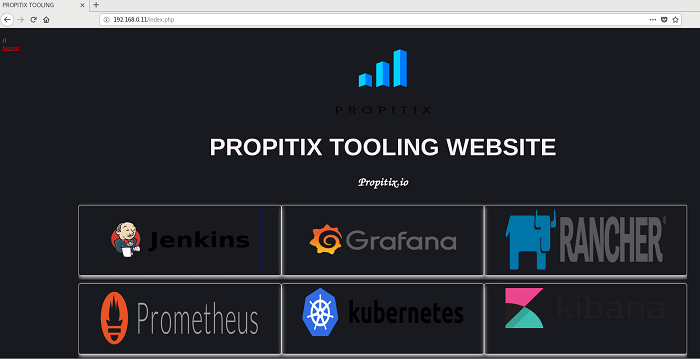 PROPITIX TOOLING
192.168.0.11/index.php
()
logout
PROPITIX
PROPITIX TOOLING WEBSITE
Propitix.io
Jenkins
Grafana
RANCHER®
Prometheus
kubernetes
kibana